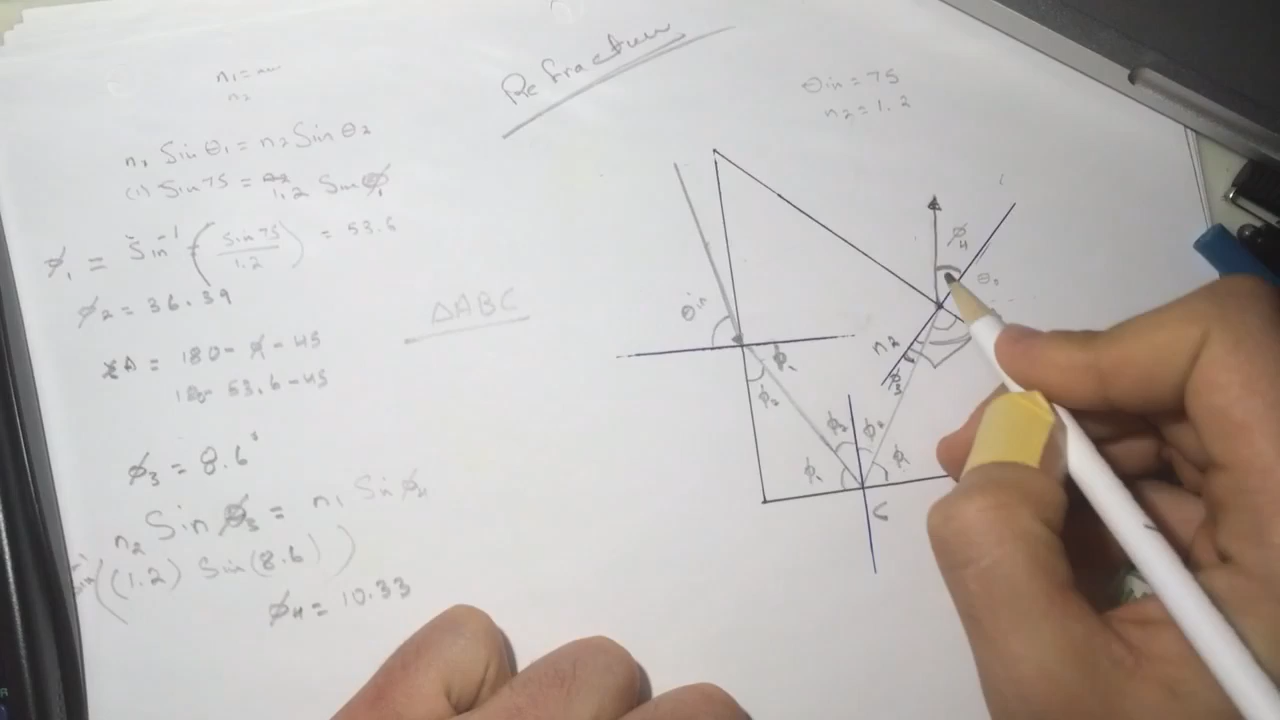 Refraction
n₁ = air
n₂
n₁ Sin θ₁ = n₂ Sin θ₂
(1) Sin 75 = 1.2 Sin ϕ₁
ϕ₁ = Sin⁻¹ (sin 75 / 1.2) = 53.6
ϕ₂ = 36.39
∡A = 180 - ϕ - 45
180 - 53.6 - 45
ϕ₃ = 8.6°
n₂ Sin ϕ₃ = n₁ Sin ϕ₄
sin⁻¹((1.2) Sin(8.6))
ϕ₄ = 10.33
△ABC
θin = 75
n₂ = 1.2
θin
ϕ₁
ϕ₂
ϕ₂
ϕ₂
ϕ₁
ϕ₁
C
n2
ϕ₃
ϕ₄